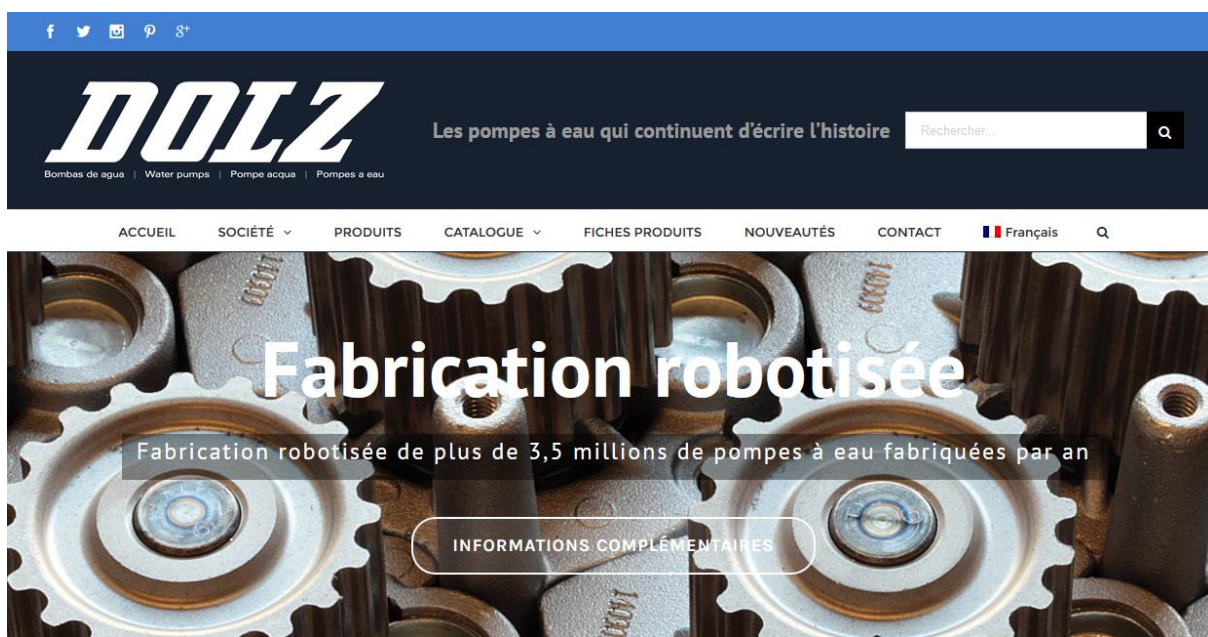 DOLZ
Bombas de agua | Water pumps | Pompe acqua | Pompes a eau
Les pompes à eau qui continuent d'écrire l'histoire
Rechercher...
ACCUEIL SOCIÉTÉ PRODUITS CATALOGUE FICHES PRODUITS NOUVEAUTÉS CONTACT Français
Fabrication robotisée
Fabrication robotisée de plus de 3,5 millions de pompes à eau fabriquées par an
INFORMATIONS COMPLÉMENTAIRES